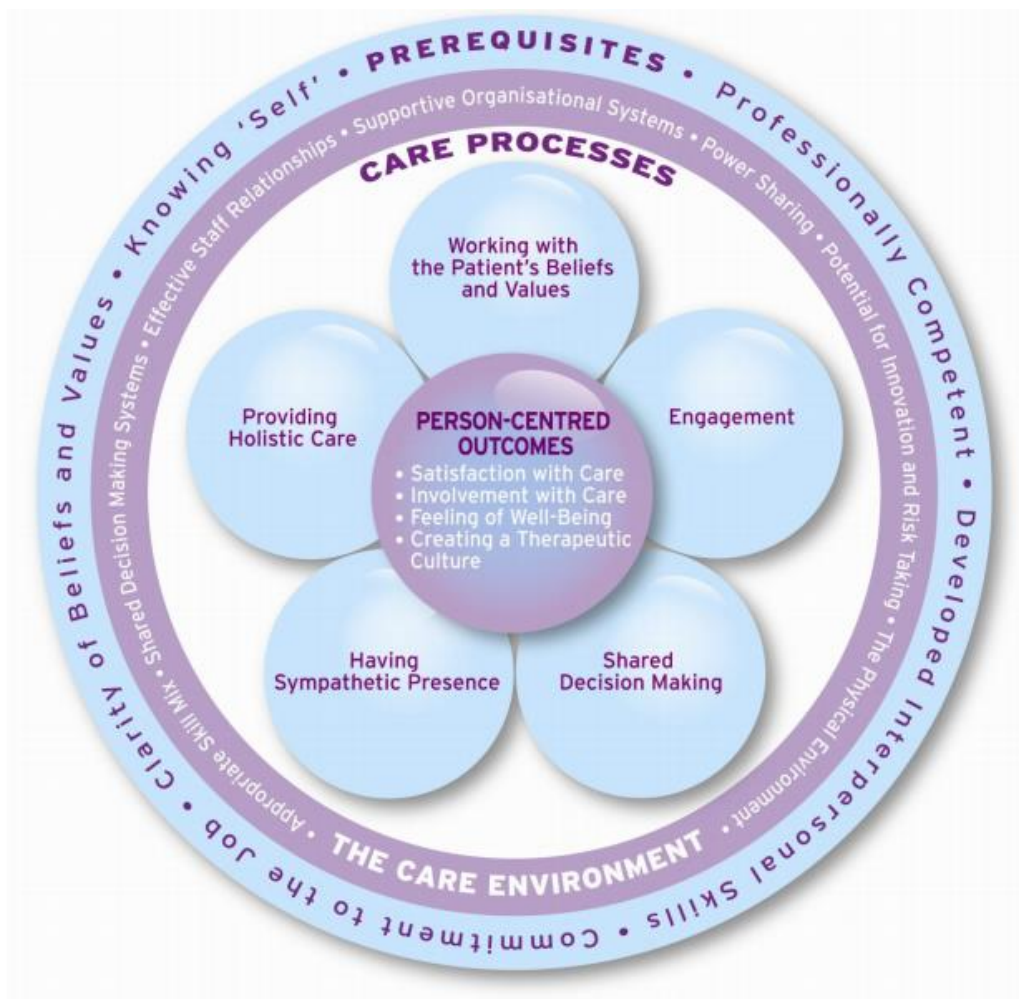 PREREQUISITES • Professionally Competent • Developed Interpersonal Skills • Commitment to the Job • Clarity of Beliefs and Values • Knowing 'Self' •
THE CARE ENVIRONMENT • Appropriate Skill Mix • Shared Decision Making Systems • Effective Staff Relationships • Supportive Organisational Systems • Power Sharing • Potential for Innovation and Risk Taking • The Physical Environment •
CARE PROCESSES
Working with
the Patient's Beliefs
and Values
Providing
Holistic Care
Engagement
PERSON-CENTRED
OUTCOMES
• Satisfaction with Care
• Involvement with Care
• Feeling of Well-Being
• Creating a Therapeutic
Culture
Having
Sympathetic Presence
Shared
Decision Making